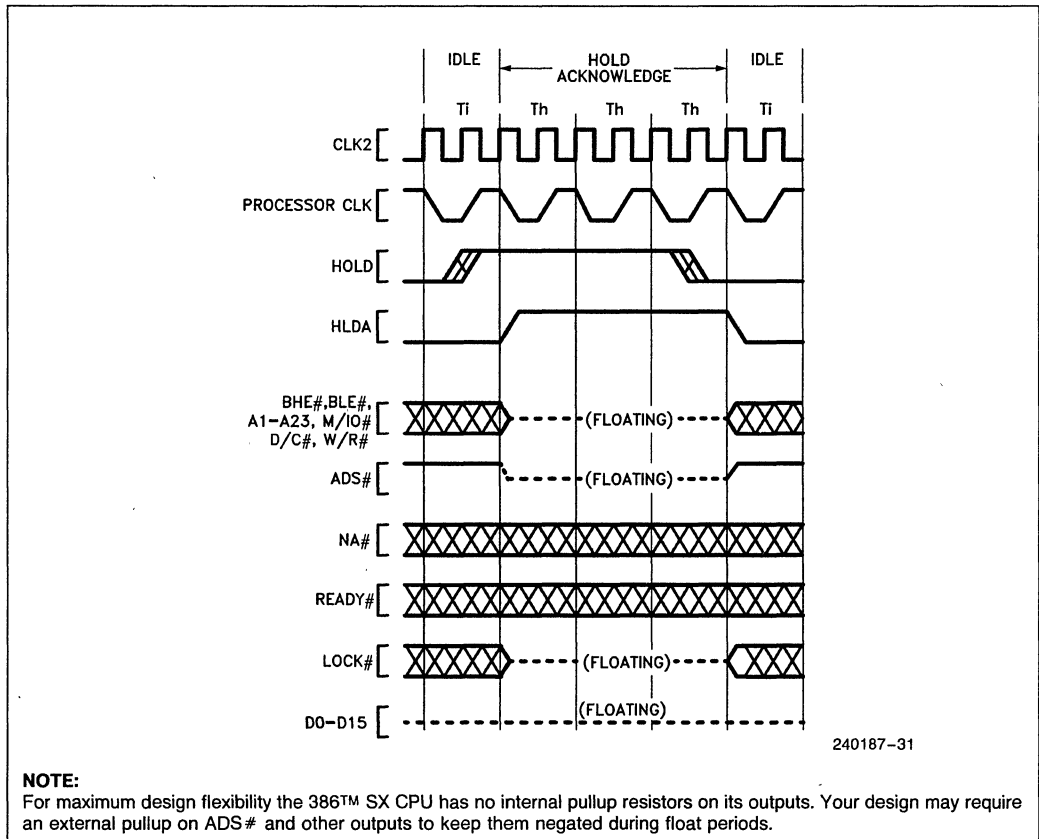 IDLE HOLD ACKNOWLEDGE IDLE
Ti Th Th Th Ti
CLK2
PROCESSOR CLK
HOLD
HLDA
BHE#,BLE#,
A1-A23, M/IO# (FLOATING)
D/C#, W/R#
ADS# (FLOATING)
NA#
READY#
LOCK# (FLOATING)
D0-D15 (FLOATING)
240187-31
NOTE:
For maximum design flexibility the 386™ SX CPU has no internal pullup resistors on its outputs. Your design may require
an external pullup on ADS# and other outputs to keep them negated during float periods.